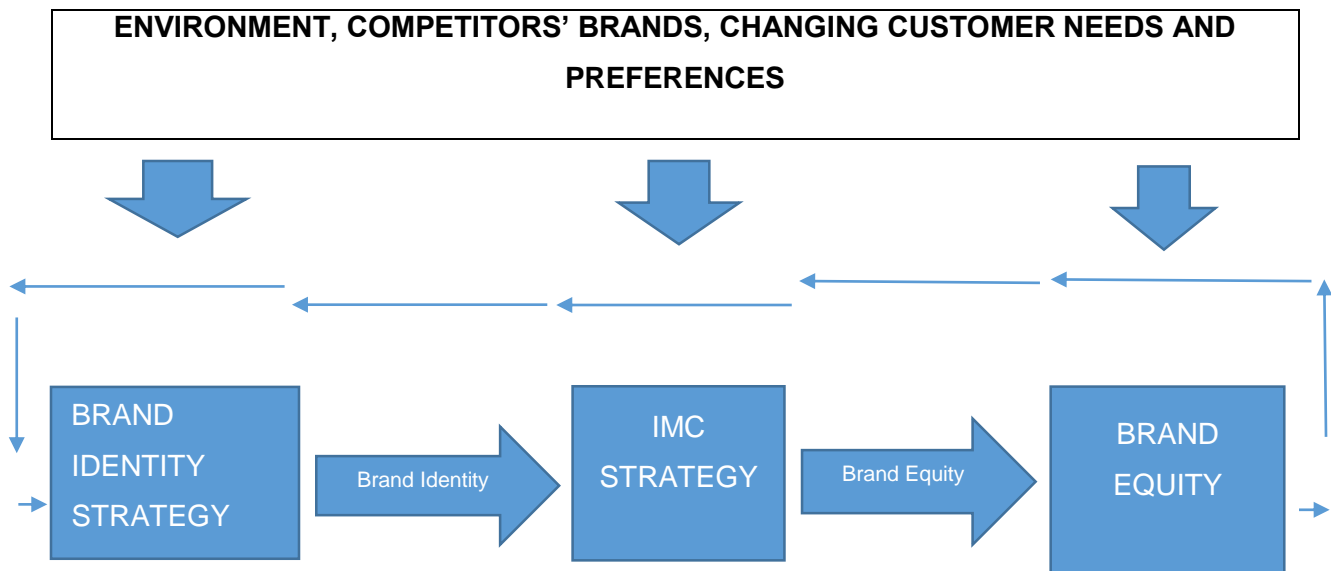 ENVIRONMENT, COMPETITORS’ BRANDS, CHANGING CUSTOMER NEEDS AND
PREFERENCES
BRAND
IDENTITY
STRATEGY
Brand Identity
IMC
STRATEGY
Brand Equity
BRAND
EQUITY